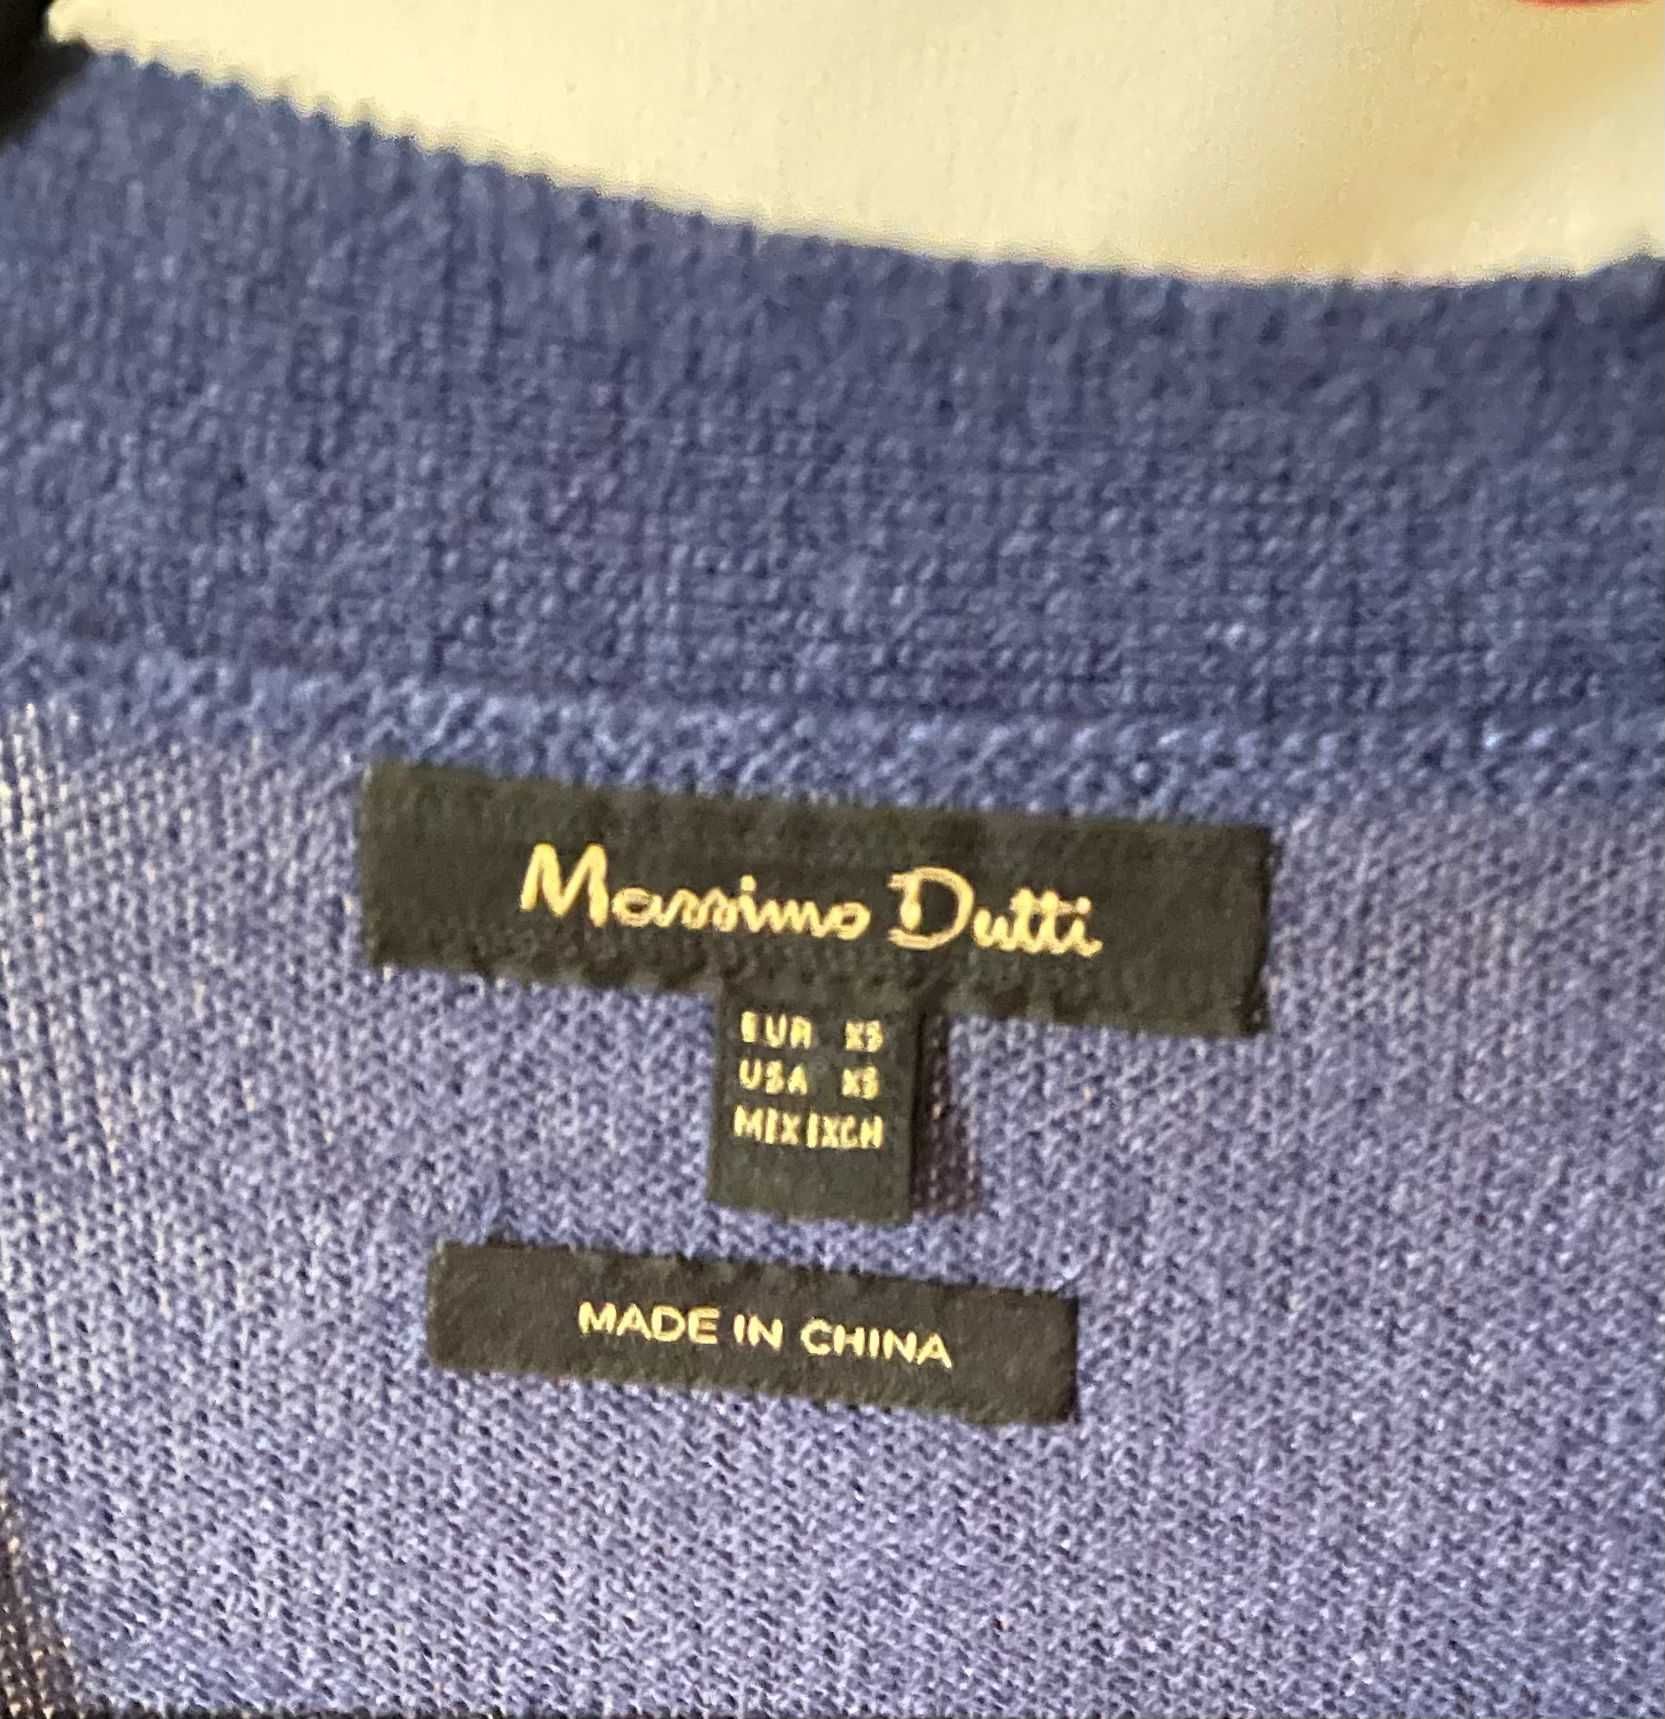 Massimo Dutti
EUR XS
USA XS
MEX XCH
MADE IN CHINA